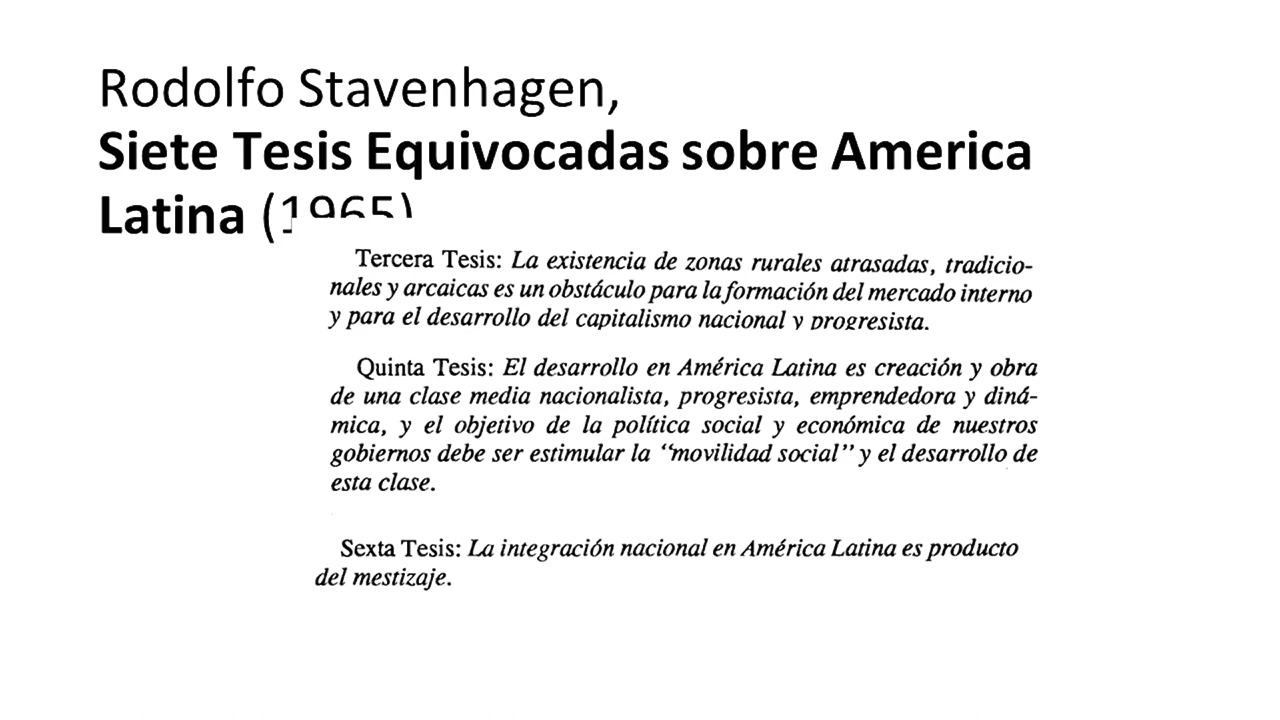 Rodolfo Stavenhagen,
Siete Tesis Equivocadas sobre America
Latina (1965)
Tercera Tesis: La existencia de zonas rurales atrasadas, tradicio-
nales y arcaicas es un obstáculo para la formación del mercado interno
y para el desarrollo del capitalismo nacional y progresista.
Quinta Tesis: El desarrollo en América Latina es creación y obra
de una clase media nacionalista, progresista, emprendedora y diná-
mica, y el objetivo de la política social y económica de nuestros
gobiernos debe ser estimular la “movilidad social” y el desarrollo de
esta clase.
Sexta Tesis: La integración nacional en América Latina es producto
del mestizaje.